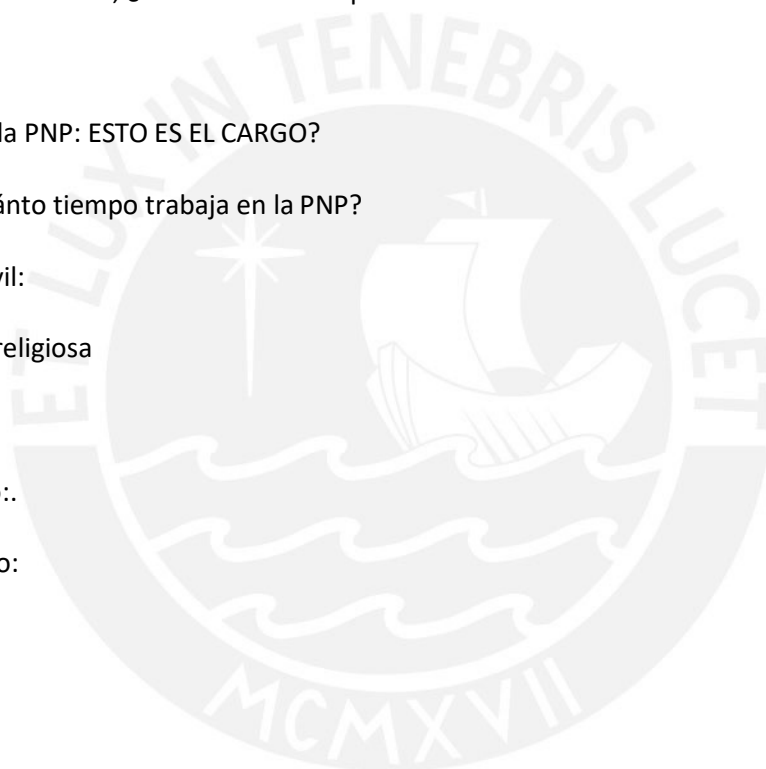 la PNP: ESTO ES EL CARGO?
ánto tiempo trabaja en la PNP?
vil:
religiosa
o:.
o:
ET LUX IN TENEBRIS LUCET
MCMXVII